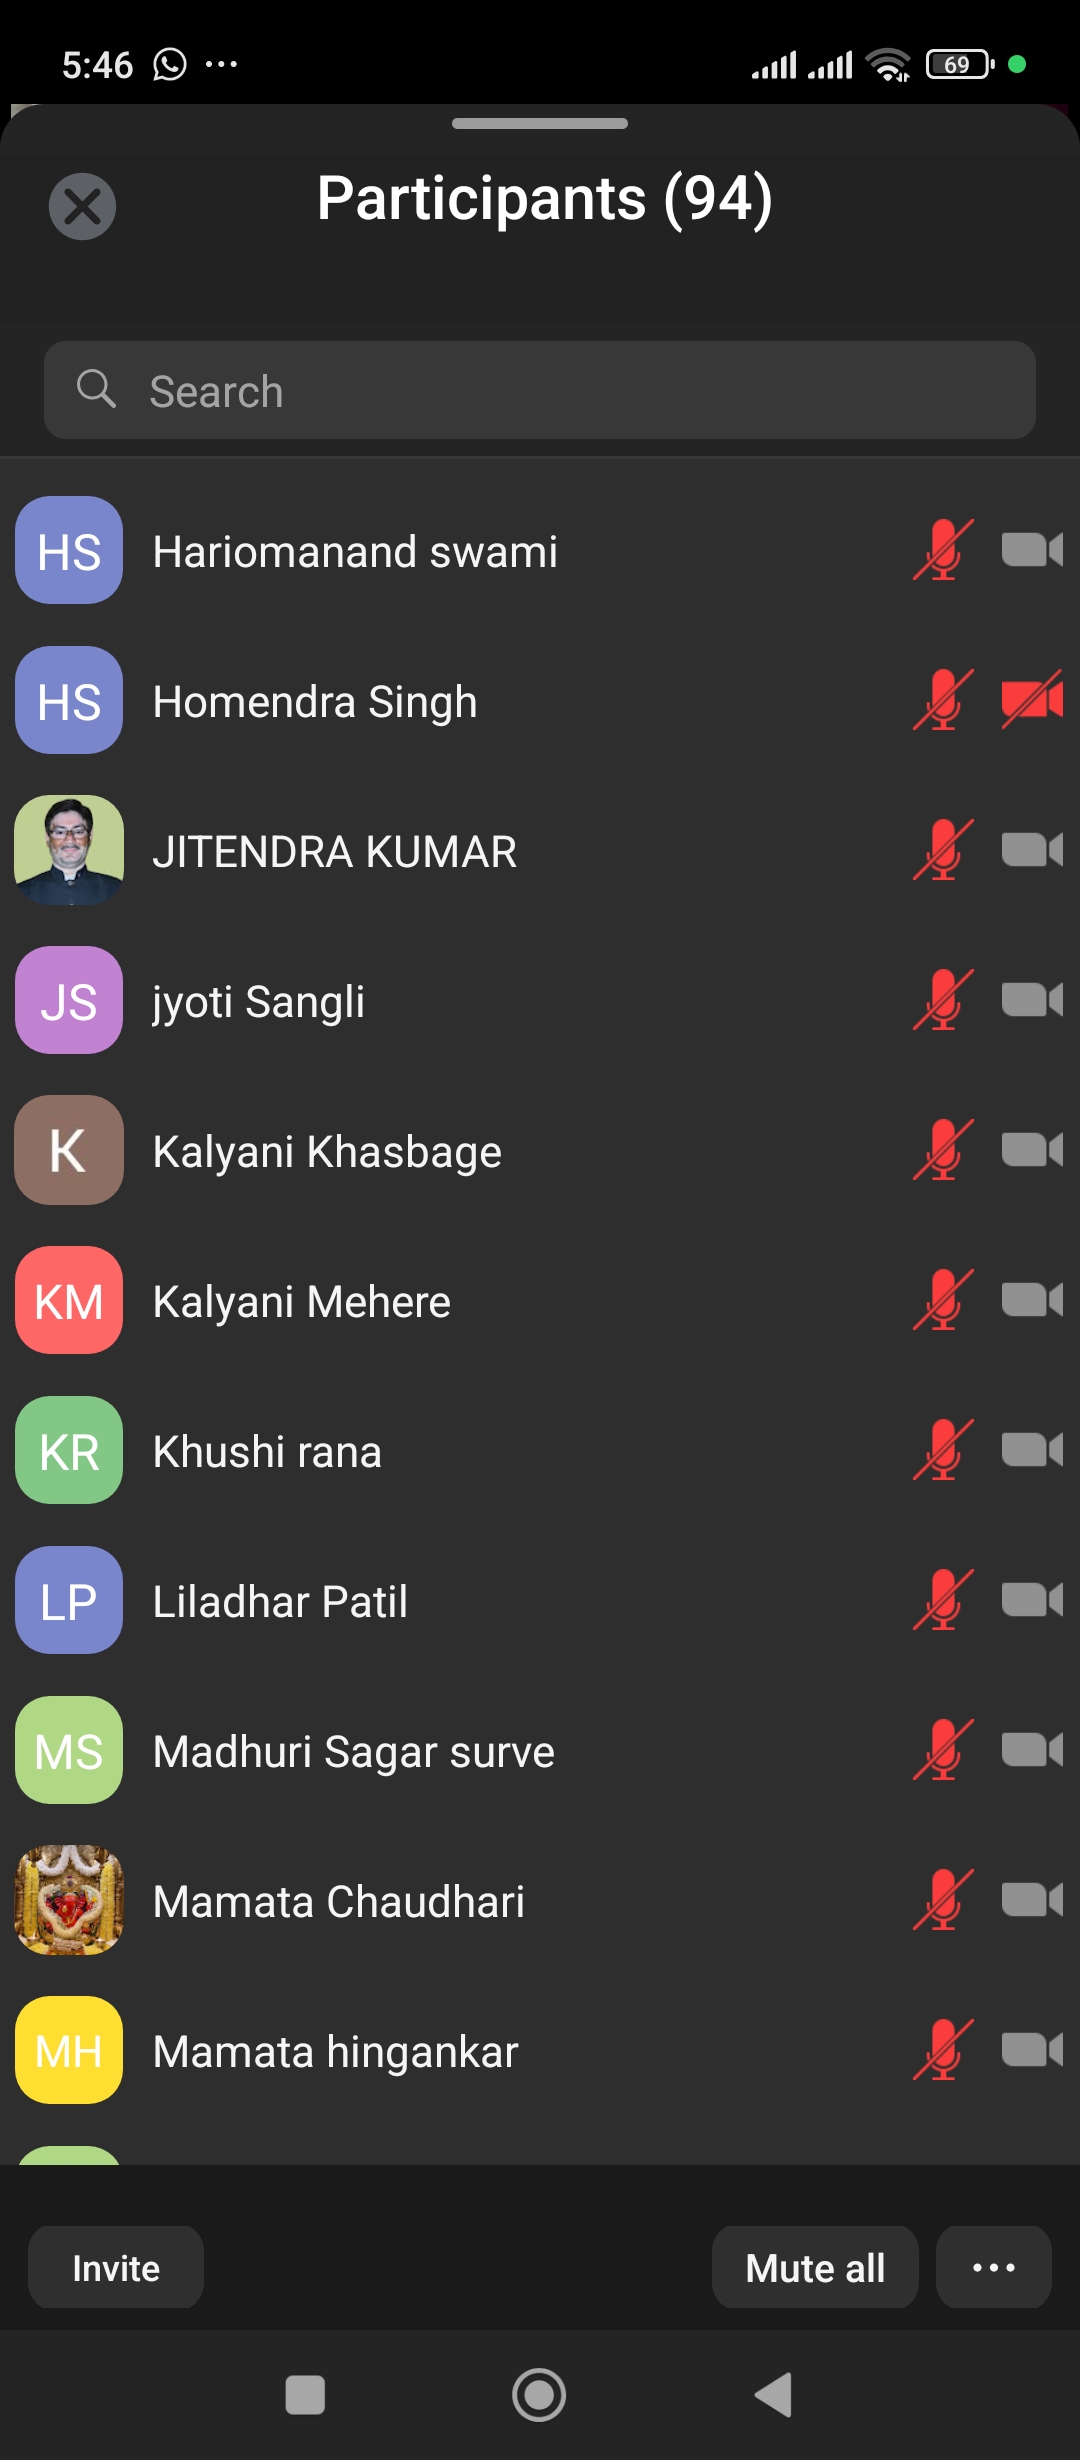 5:46
69
Participants (94)
Search
HS Hariomanand swami
HS Homendra Singh
JITENDRA KUMAR
JS jyoti Sangli
K Kalyani Khasbage
KM Kalyani Mehere
KR Khushi rana
LP Liladhar Patil
MS Madhuri Sagar surve
Mamata Chaudhari
MH Mamata hingankar
Invite Mute all